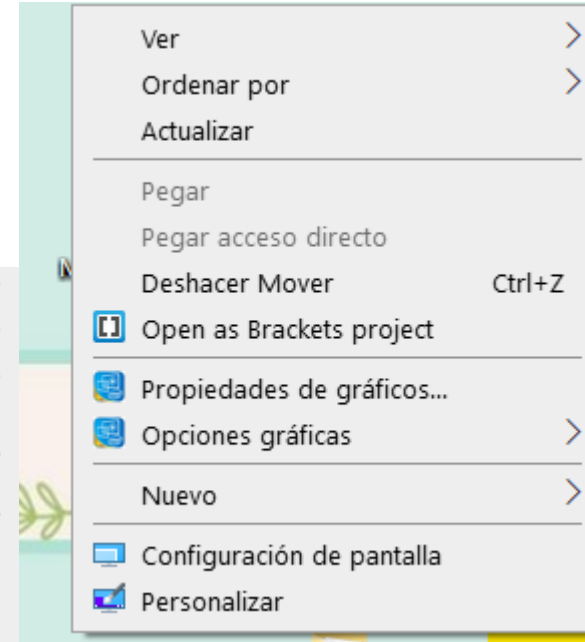 Ver
Ordenar por
Actualizar
Pegar
Pegar acceso directo
Deshacer Mover Ctrl+Z
Open as Brackets project
Propiedades de gráficos...
Opciones gráficas
Nuevo
Configuración de pantalla
Personalizar